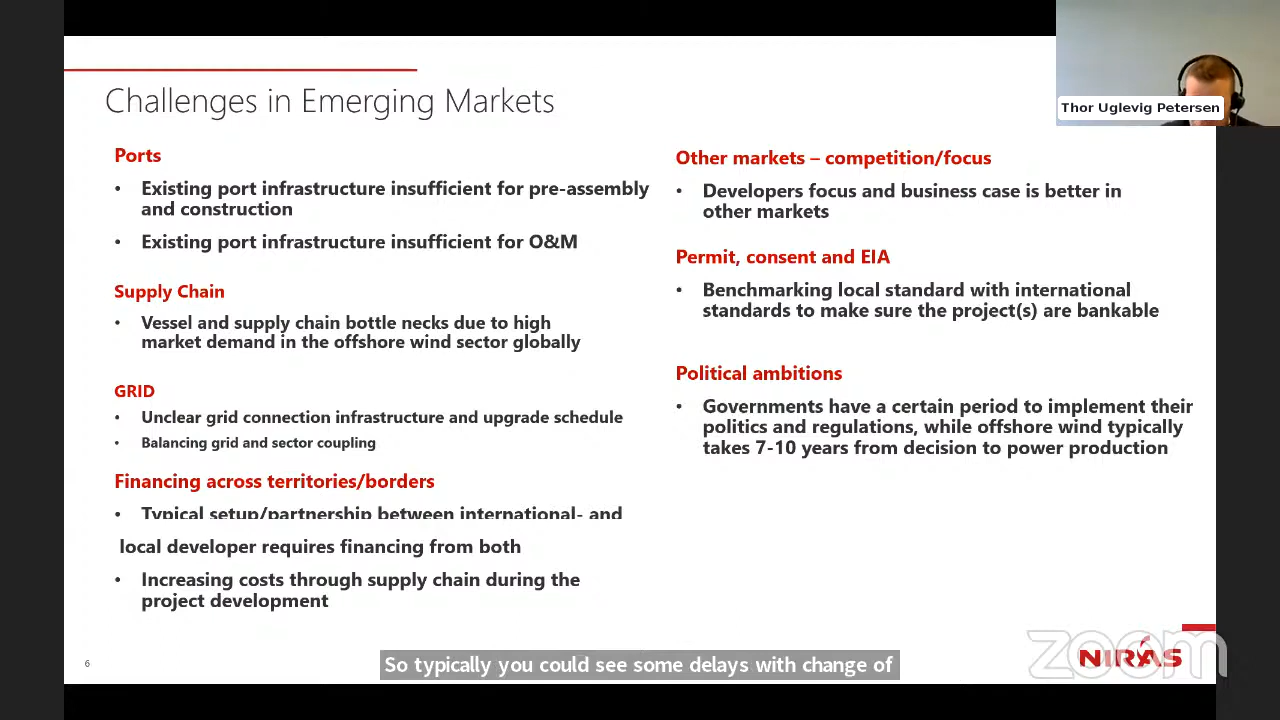 Challenges in Emerging Markets
Thor Uglevig Petersen
Ports
• Existing port infrastructure insufficient for pre-assembly
and construction
• Existing port infrastructure insufficient for O&M
Supply Chain
• Vessel and supply chain bottle necks due to high
market demand in the offshore wind sector globally
GRID
• Unclear grid connection infrastructure and upgrade schedule
• Balancing grid and sector coupling
Financing across territories/borders
• Typical setup/partnership between international- and
local developer requires financing from both
• Increasing costs through supply chain during the
project development
Other markets – competition/focus
• Developers focus and business case is better in
other markets
Permit, consent and EIA
• Benchmarking local standard with international
standards to make sure the project(s) are bankable
Political ambitions
• Governments have a certain period to implement their
politics and regulations, while offshore wind typically
takes 7-10 years from decision to power production
6
So typically you could see some delays with change of
zoom
NIRAS